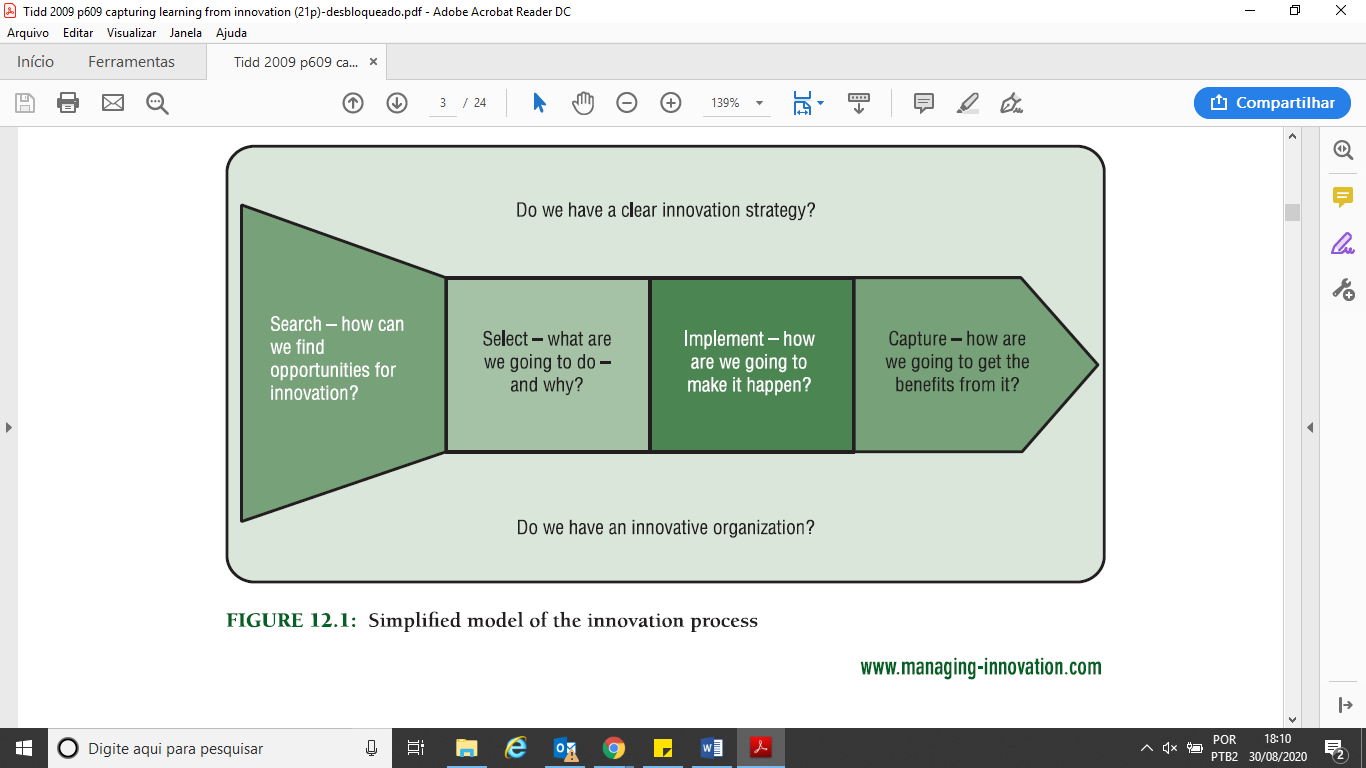 Tidd 2009 p609 capturing learning from innovation (21p)-desbloqueado.pdf - Adobe Acrobat Reader DC
Arquivo Editar Visualizar Janela Ajuda
Início Ferramentas Tidd 2009 p609 ca... ×
3 / 24 139% Compartilhar
Do we have a clear innovation strategy?
Search – how can
we find
opportunities for
innovation?
Select – what are
we going to do –
and why?
Implement – how
are we going to
make it happen?
Capture – how are
we going to get the
benefits from it?
Do we have an innovative organization?
FIGURE 12.1: Simplified model of the innovation process
www.managing-innovation.com
Digite aqui para pesquisar
POR
PTB2
18:10
30/08/2020
2